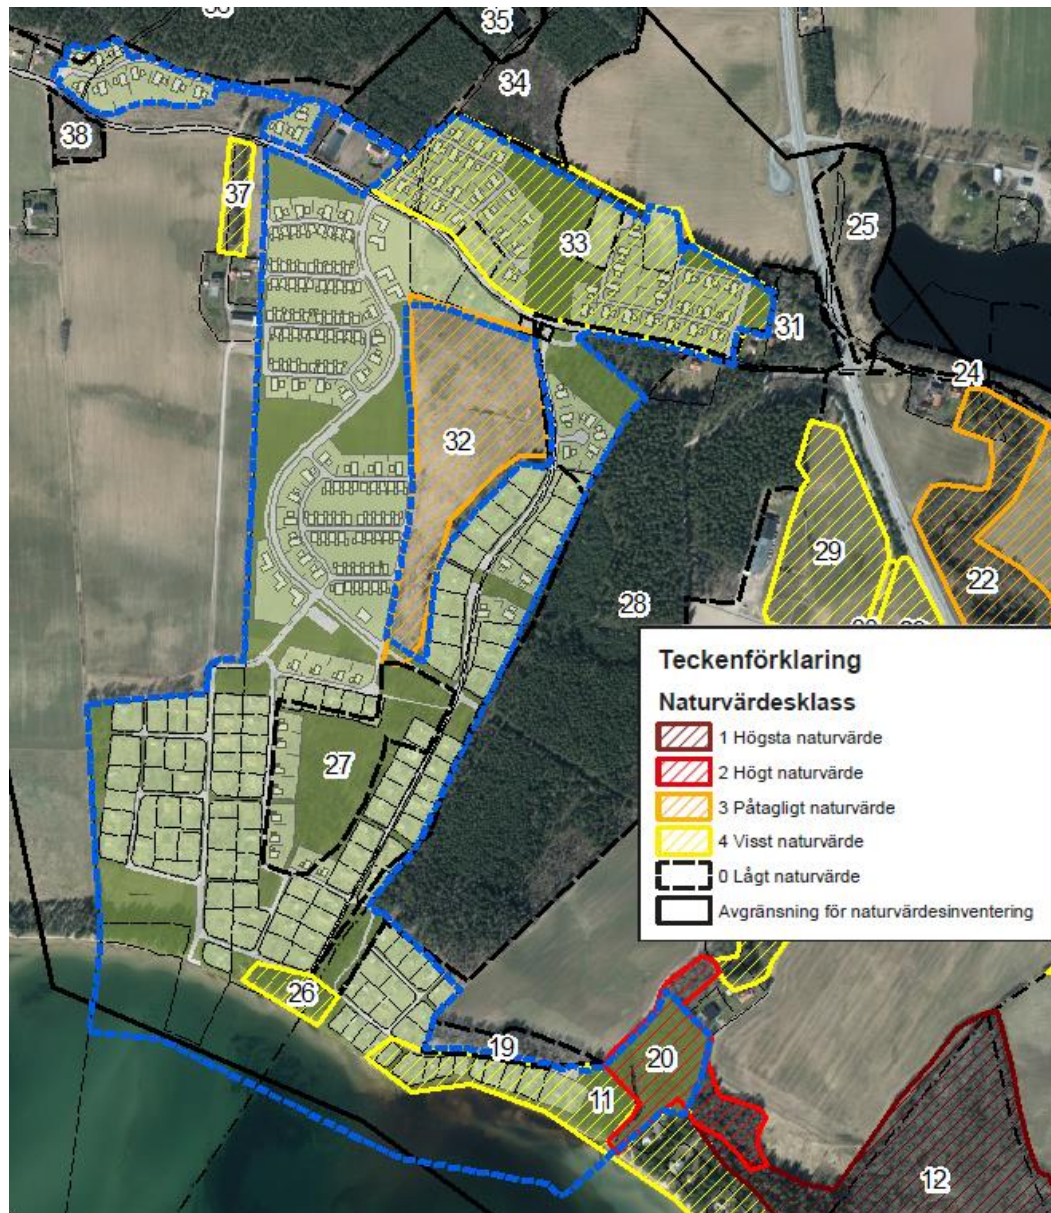 35
34
38
37
25
33
31
24
32
29
22
28
27
26
19
20
11
12
Teckenförklaring
Naturvärdesklass
1 Högsta naturvärde
2 Högt naturvärde
3 Påtagligt naturvärde
4 Visst naturvärde
0 Lågt naturvärde
Avgränsning för naturvärdesinventering